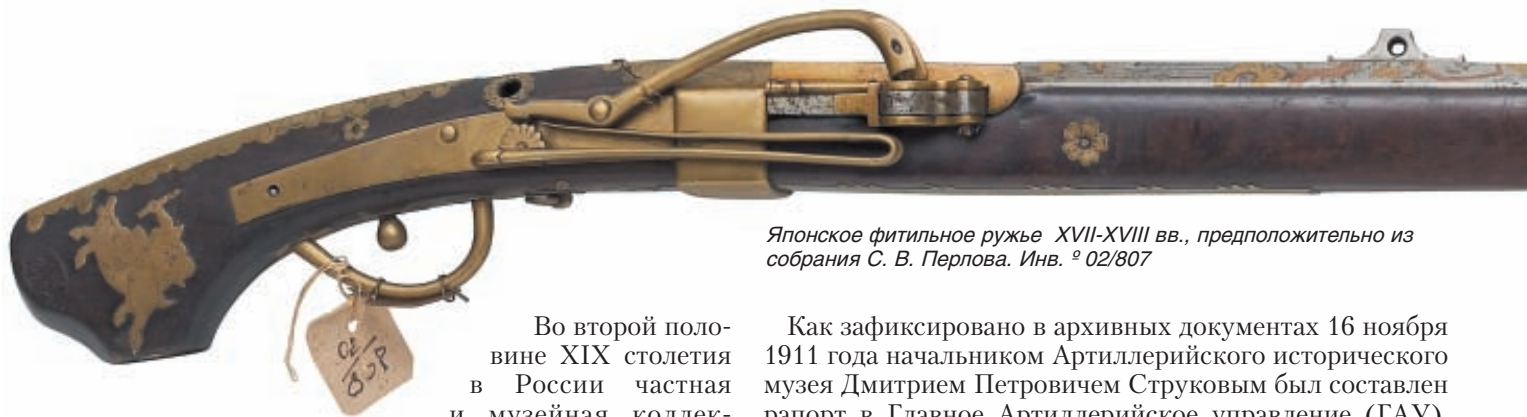 Японское фитильное ружье XVII-XVIII вв., предположительно из
собрания С. В. Перлова. Инв. º 02/807
02/
807
Во второй поло-
вине XIX столетия
в России частная
и музейная коллек-
Как зафиксировано в архивных документах 16 ноября
1911 года начальником Артиллерийского исторического
музея Дмитрием Петровичем Струковым был составлен
рапорт в Главное Артиллерийское управление (ГАУ),